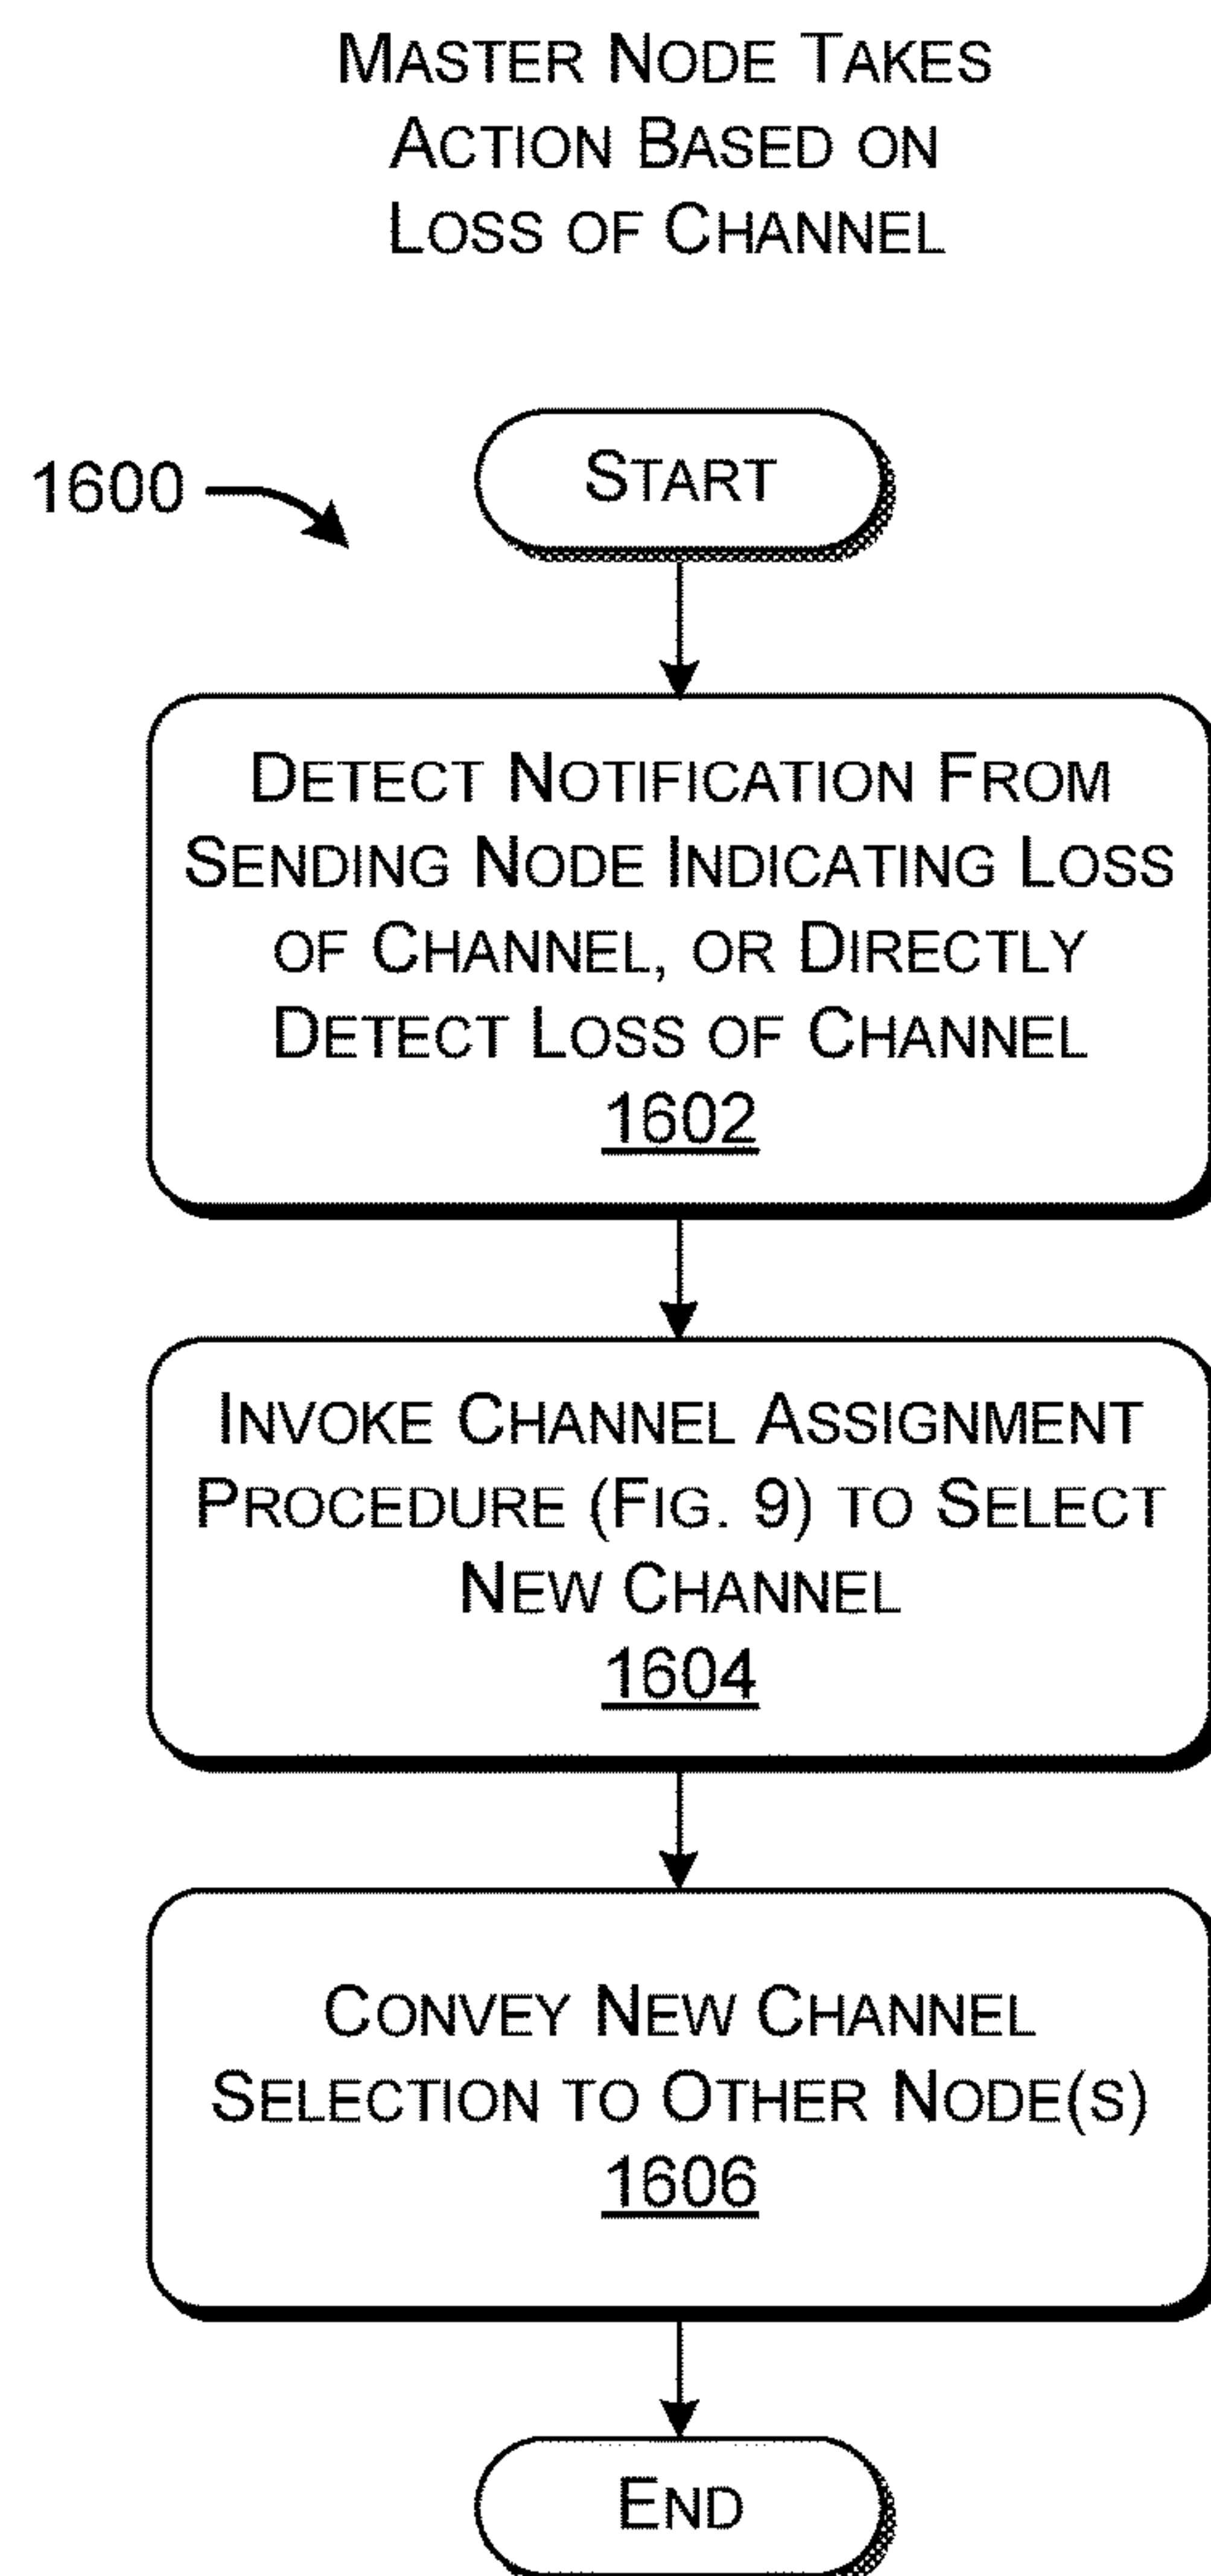 MASTER NODE TAKES
ACTION BASED ON
LOSS OF CHANNEL
1600
START
DETECT NOTIFICATION FROM
SENDING NODE INDICATING LOSS
OF CHANNEL, OR DIRECTLY
DETECT LOSS OF CHANNEL
1602
INVOKE CHANNEL ASSIGNMENT
PROCEDURE (FIG. 9) TO SELECT
NEW CHANNEL
1604
CONVEY NEW CHANNEL
SELECTION TO OTHER NODE(S)
1606
END